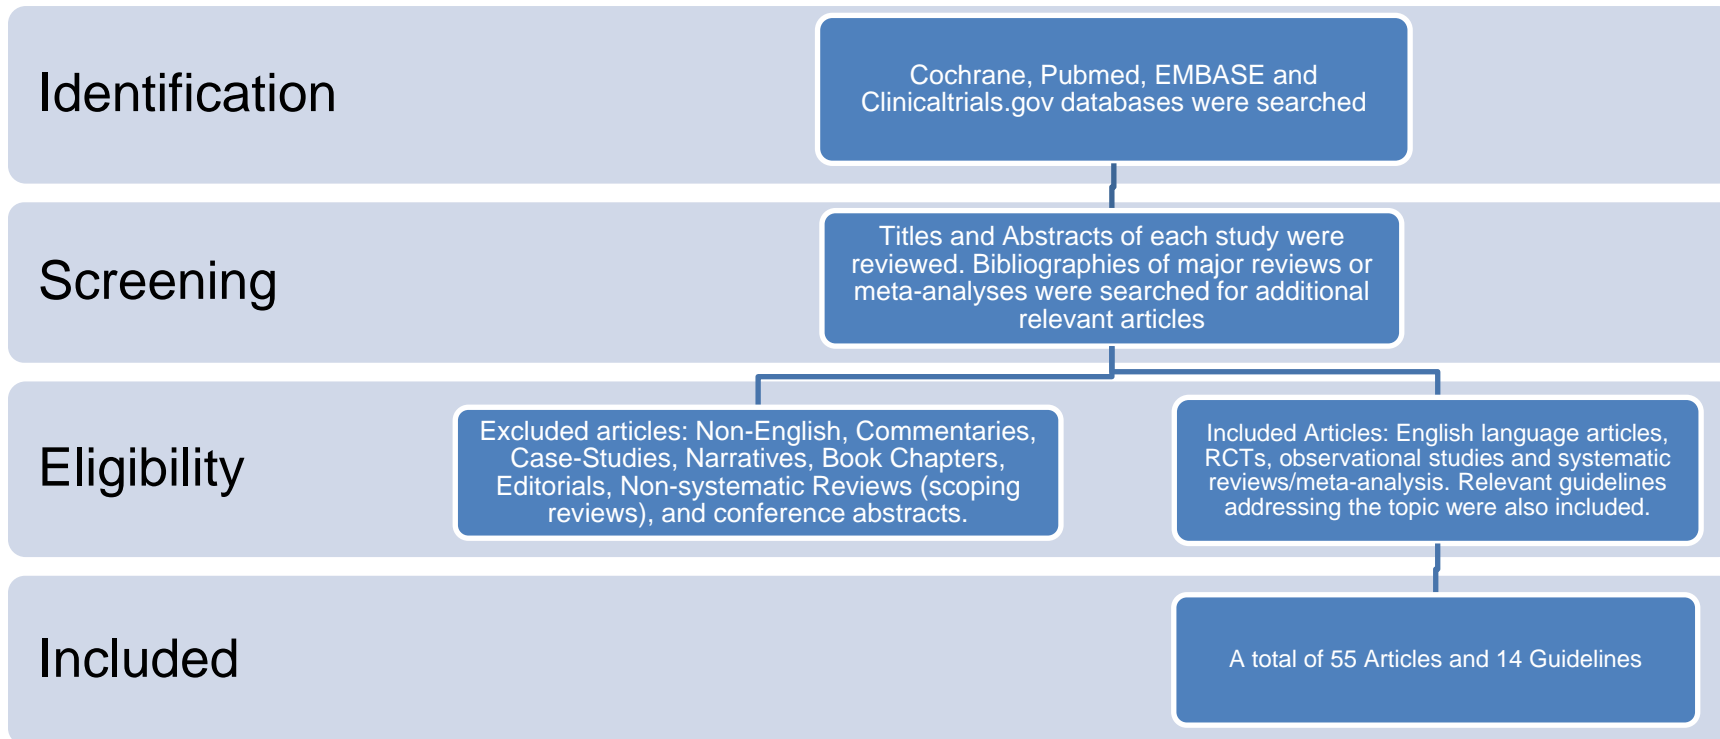 Identification
Cochrane, Pubmed, EMBASE and
Clinicaltrials.gov databases were searched
Screening
Titles and Abstracts of each study were
reviewed. Bibliographies of major reviews or
meta-analyses were searched for additional
relevant articles
Eligibility
Excluded articles: Non-English, Commentaries,
Case-Studies, Narratives, Book Chapters,
Editorials, Non-systematic Reviews (scoping
reviews), and conference abstracts.
Included Articles: English language articles,
RCTs, observational studies and systematic
reviews/meta-analysis. Relevant guidelines
addressing the topic were also included.
Included
A total of 55 Articles and 14 Guidelines